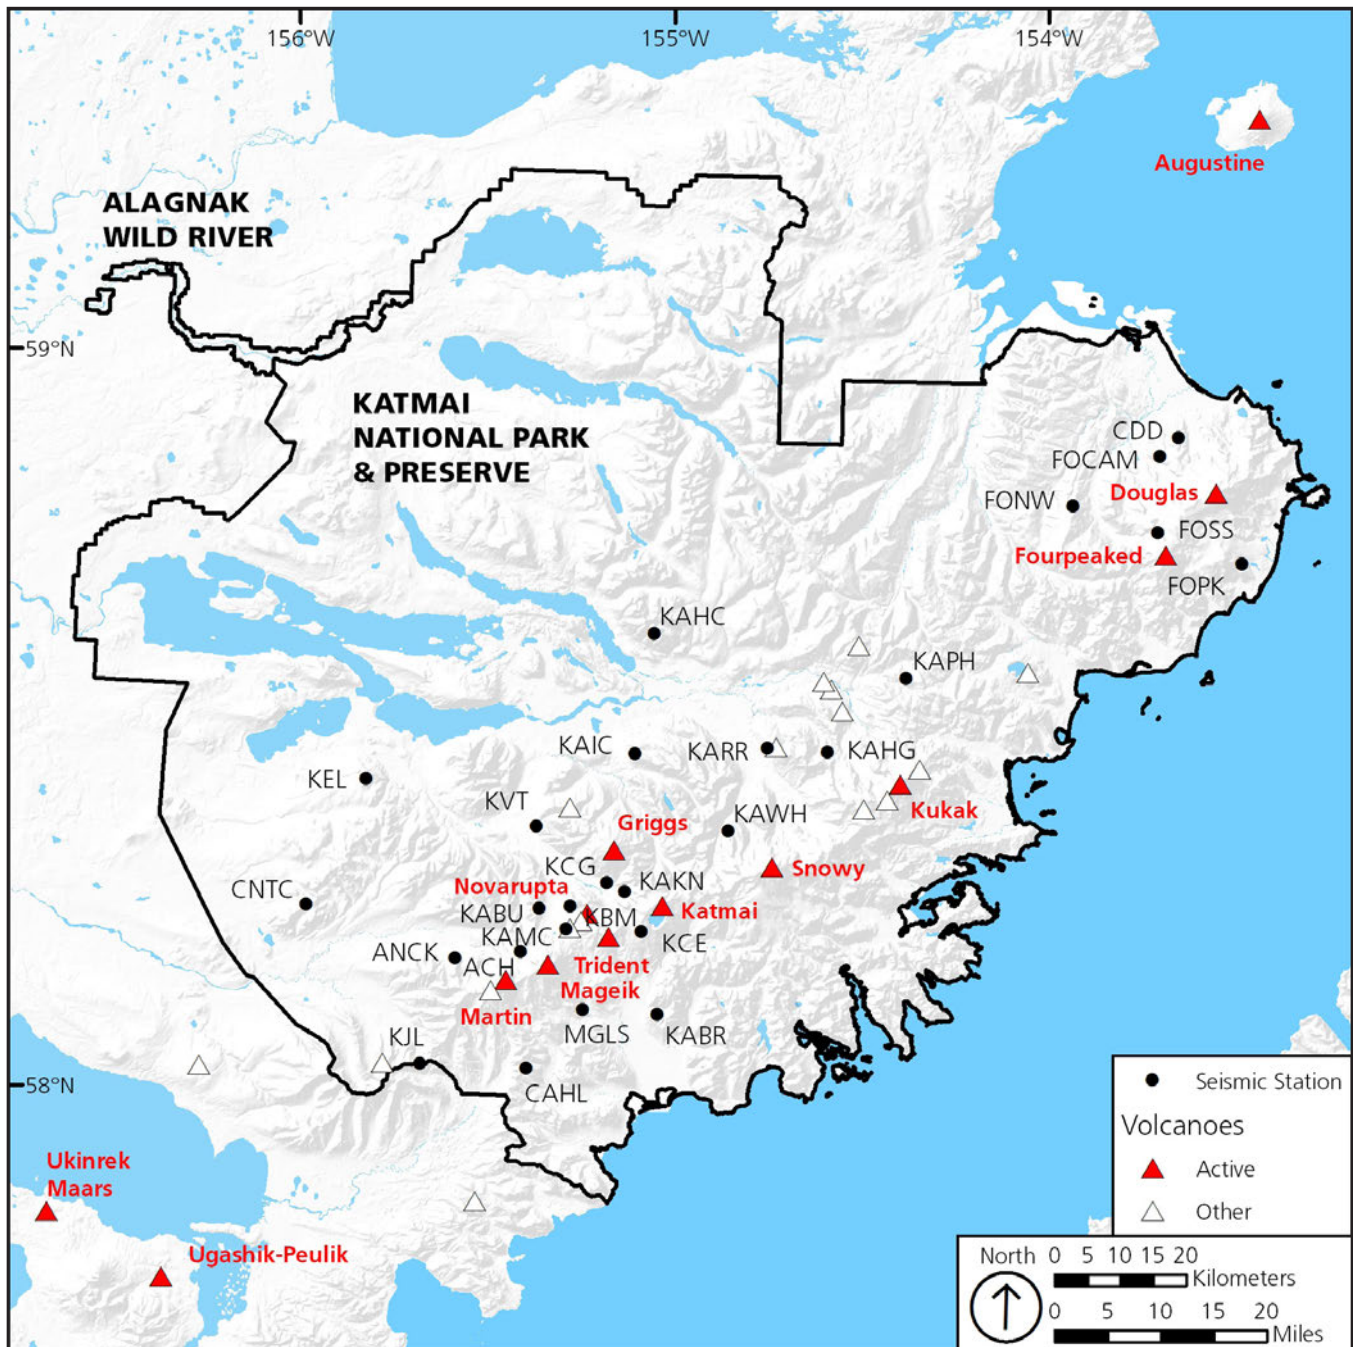 156°W
155°W
154°W
Augustine
ALAGNAK
WILD RIVER
59°N
KATMAI
NATIONAL PARK
& PRESERVE
CDD
FOCAM
Douglas
FONW
FOSS
Fourpeaked
FOPK
KAHC
KAPH
KAIC
KARR
KAHG
KEL
KVT
Kukak
Griggs
KAWH
KCG
Snowy
Novarupta
KAKN
CNTC
KABU
KBM
Katmai
KAMC
KCE
ANCK
ACH
Trident
Mageik
Martin
MGLS
KABR
KJL
58°N
CAHL
Ukinrek
Maars
Ugashik-Peulik
Seismic Station
Volcanoes
Active
Other
North
0 5 10 15 20
Kilometers
0 5 10 15 20
Miles